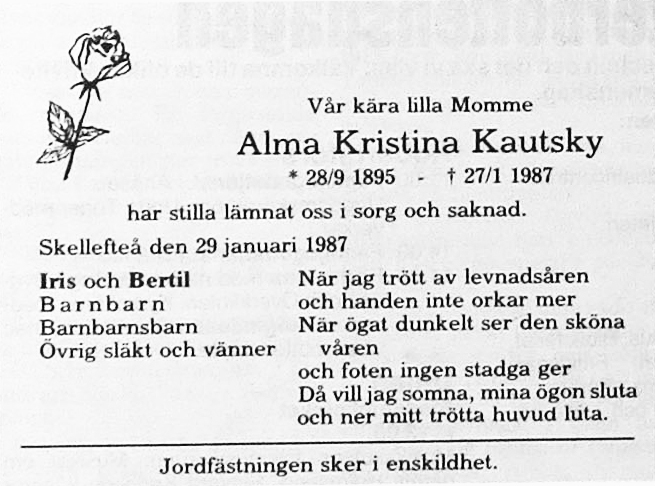 Vår kära lilla Momme
Alma Kristina Kautsky
* 28/9 1895 - † 27/1 1987
har stilla lämnat oss i sorg och saknad.
Skellefteå den 29 januari 1987
Iris och Bertil
Barnbarn
Barnbarnsbarn
Övrig släkt och vänner
När jag trött av levnadsåren
och handen inte orkar mer
När ögat dunkelt ser den sköna
våren
och foten ingen stadga ger
Då vill jag somna, mina ögon sluta
och ner mitt trötta huvud luta.
Jordfästningen sker i enskildhet.